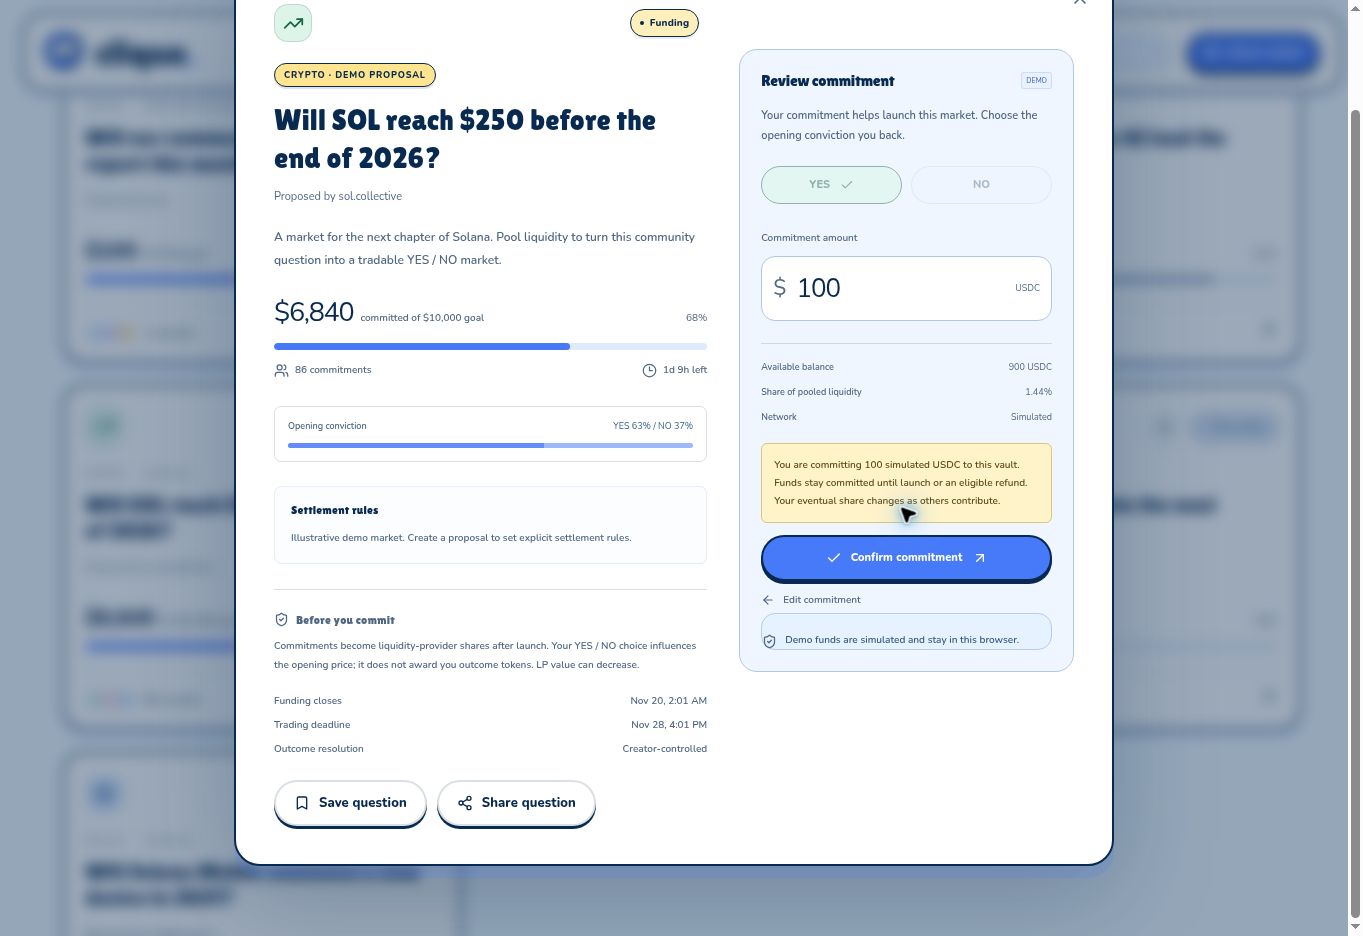 clique.
Funding
CRYPTO · DEMO PROPOSAL
Will SOL reach $250 before the
end of 2026?
Proposed by sol.collective
A market for the next chapter of Solana. Pool liquidity to turn this community
question into a tradable YES / NO market.
$6,840 committed of $10,000 goal
68%
86 commitments
1d 9h left
Opening conviction
YES 63% / NO 37%
Settlement rules
Illustrative demo market. Create a proposal to set explicit settlement rules.
Before you commit
Commitments become liquidity-provider shares after launch. Your YES / NO choice influences
the opening price; it does not award you outcome tokens. LP value can decrease.
Funding closes
Nov 20, 2:01 AM
Trading deadline
Nov 28, 4:01 PM
Outcome resolution
Creator-controlled
Save question
Share question
Review commitment
DEMO
Your commitment helps launch this market. Choose the
opening conviction you back.
YES
NO
Commitment amount
$ 100
USDC
Available balance
900 USDC
Share of pooled liquidity
1.44%
Network
Simulated
You are committing 100 simulated USDC to this vault.
Funds stay committed until launch or an eligible refund.
Your eventual share changes as others contribute.
Confirm commitment
Edit commitment
Demo funds are simulated and stay in this browser.